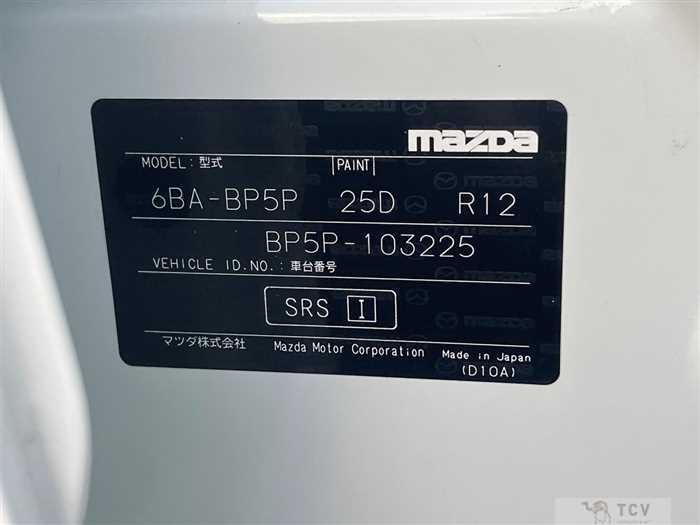 mazda
MODEL: 型式 PAINT
6BA-BP5P 25D R12
BP5P-103225
VEHICLE ID.NO.: 車台番号
SRS I
マツダ株式会社 Mazda Motor Corporation Made in Japan
(D10A)
TCV